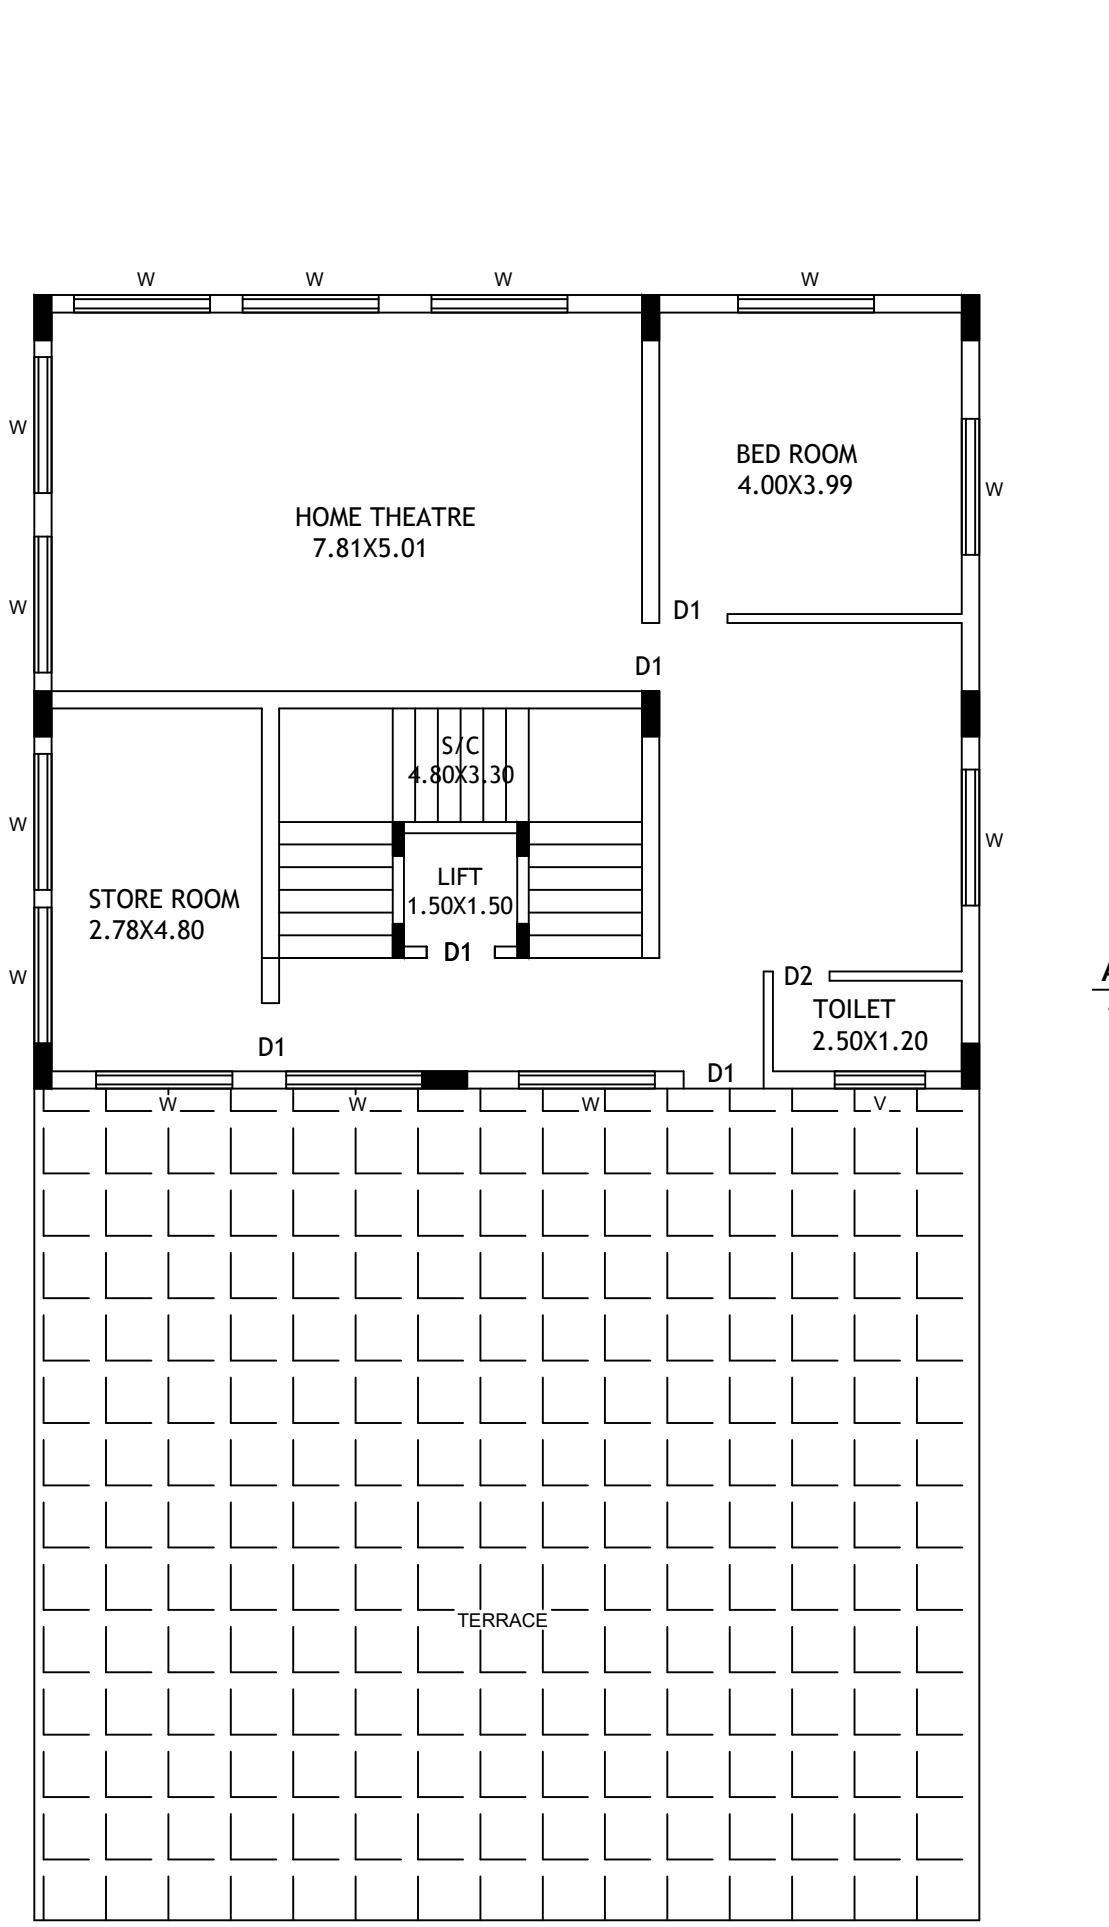 W W W W
W
BED ROOM
4.00X3.99
W
HOME THEATRE
7.81X5.01
W
D1
D1
S/C
4.80X3.30
W
W
LIFT
1.50X1.50
STORE ROOM
2.78X4.80
D1
W
D2
TOILET
2.50X1.20
D1
D1
W W W V
TERRACE